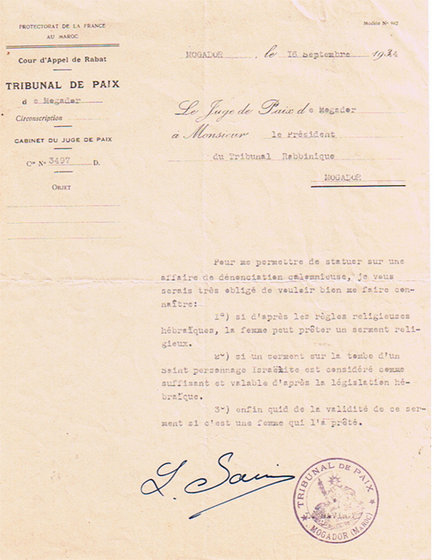 PROTECTORAT DE LA FRANCE
AU MAROC
Cour d'Appel de Rabat
TRIBUNAL DE PAIX
de Mogador
Circonscription
CABINET DU JUGE DE PAIX
Con N° 3497 D.
OBJET
Modèle N° 962
MOGADOR, le 16 Septembre 1934
Le Juge de Paix de Mogador
à Monsieur le Président
du Tribunal Rabbinique
MOGADOR
Pour me permettre de statuer sur une
affaire de dénonciation calomnieuse, je vous
serais très obligé de vouloir bien me faire con-
naître:
1°) si d'après les règles religieuses
hébraïques, la femme peut prêter un serment reli-
gieux.
2°) si un serment sur la tombe d'un
Saint personnage Israëlite est considéré comme
suffisant et valable d'après la législation hé-
braïque.
3°) enfin quid de la validité de ce ser-
ment si c'est une femme qui l'a prêté.
TRIBUNAL DE PAIX
MOGADOR (MAROC)